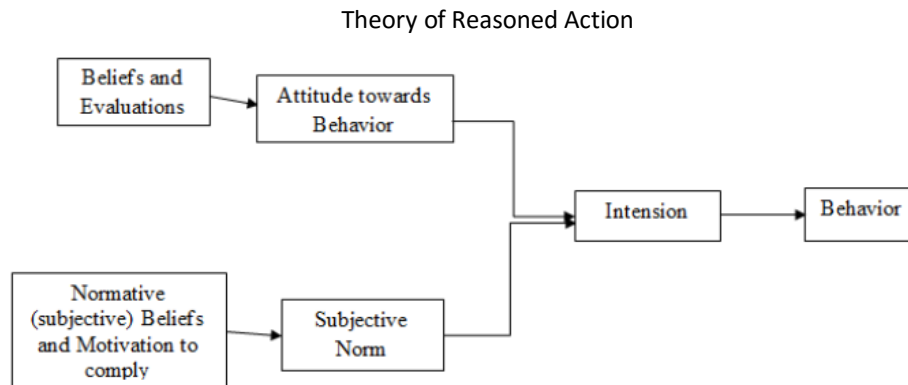 Theory of Reasoned Action
Beliefs and
Evaluations
Attitude towards
Behavior
Intension
Behavior
Normative
(subjective) Beliefs
and Motivation to
comply
Subjective
Norm